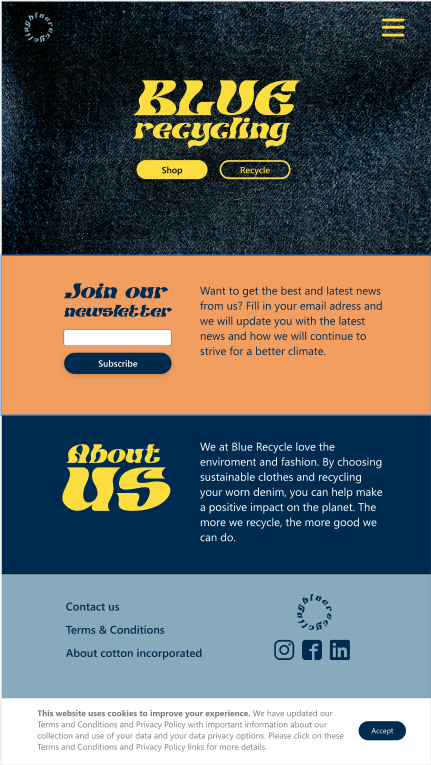 bluerecycling
BLUE
recycling
Shop
Recycle
Join our
newsletter
Want to get the best and latest news
from us? Fill in your email adress and
we will update you with the latest
news and how we will continue to
strive for a better climate.
Subscribe
About
us
We at Blue Recycle love the
enviroment and fashion. By choosing
sustainable clothes and recycling
your worn denim, you can help make
a positive impact on the planet. The
more we recycle, the more good we
can do.
Contact us
Terms & Conditions
About cotton incorporated
bluerecycling
This website uses cookies to improve your experience. We have updated our
Terms and Conditions and Privacy Policy with important information about our
collection and use of your data and your data privacy options. Please click on these
Terms and Conditions and Privacy Policy links for more details.
Accept